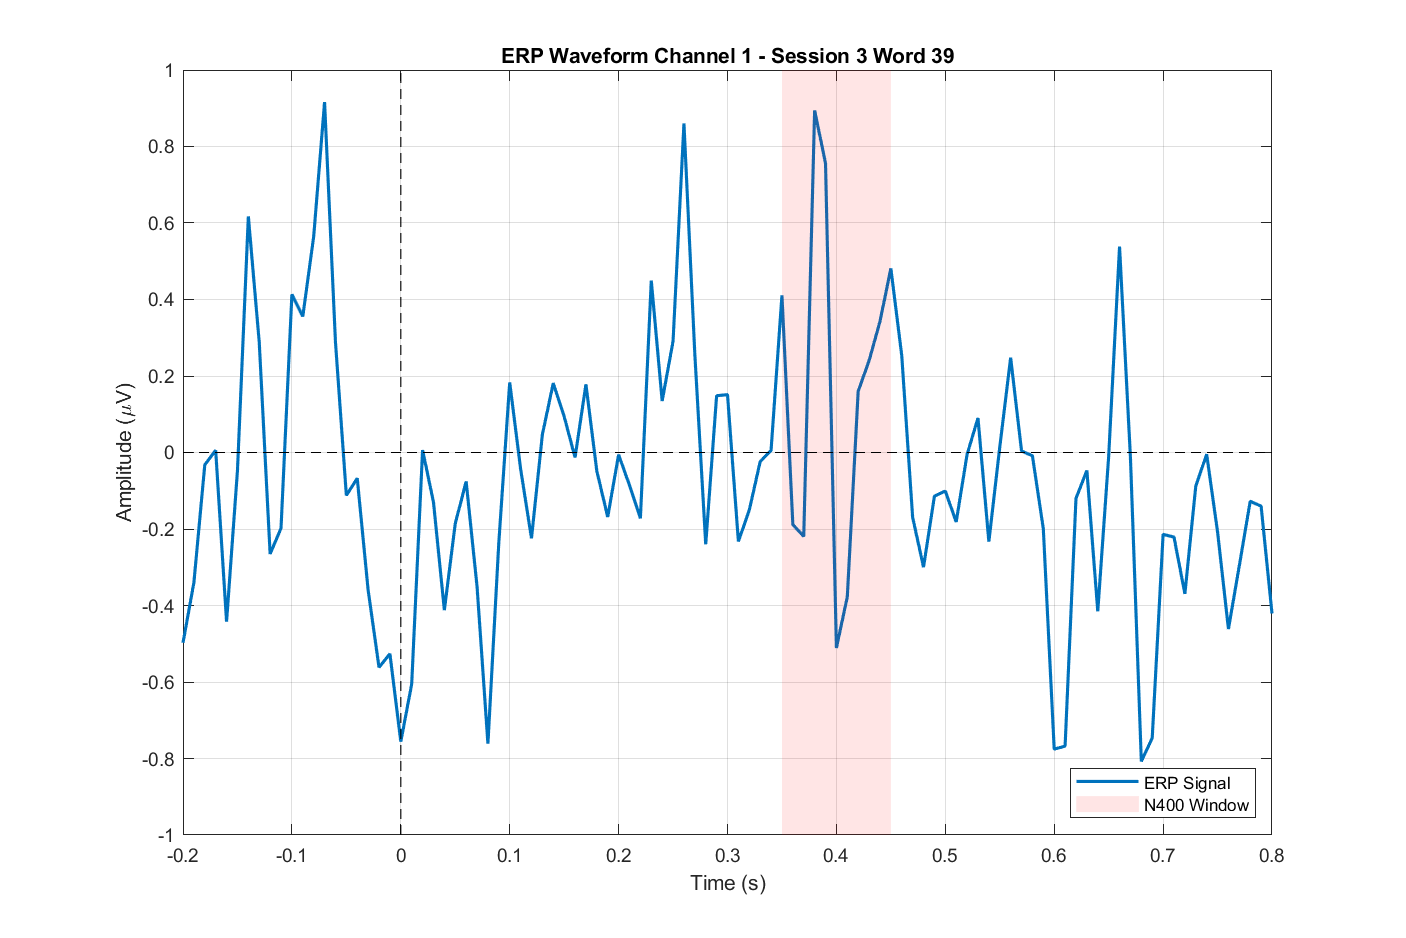 ERP Waveform Channel 1 - Session 3 Word 39
1
0.8
0.6
0.4
0.2
0
-0.2
-0.4
-0.6
-0.8
-1
Amplitude (μV)
-0.2 -0.1 0 0.1 0.2 0.3 0.4 0.5 0.6 0.7 0.8
Time (s)
ERP Signal
N400 Window